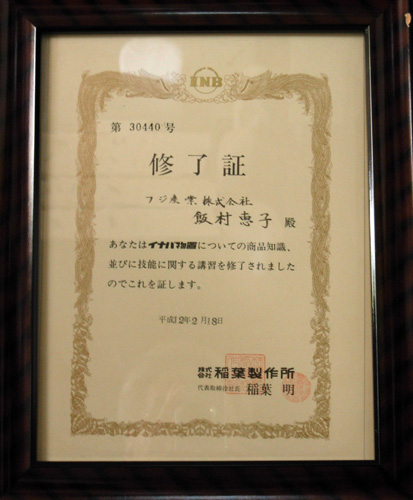 INB
第 30440 号
修了証
フジ産業株式会社
飯村恵子 殿
あなたはイナバ物置についての商品知識、
並びに技能に関する講習を修了されました
のでこれを証します。
平成12年2月18日
株式会社 稲葉製作所
代表取締役社長 稲葉 明